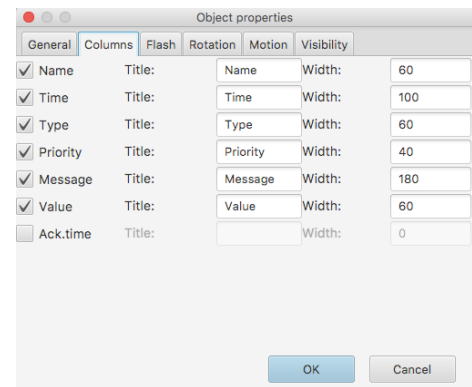 Object properties
General Columns Flash Rotation Motion Visibility
Name Title: Name Width: 60
Time Title: Time Width: 100
Type Title: Type Width: 60
Priority Title: Priority Width: 40
Message Title: Message Width: 180
Value Title: Value Width: 60
Ack.time Title: Width: 0
OK Cancel